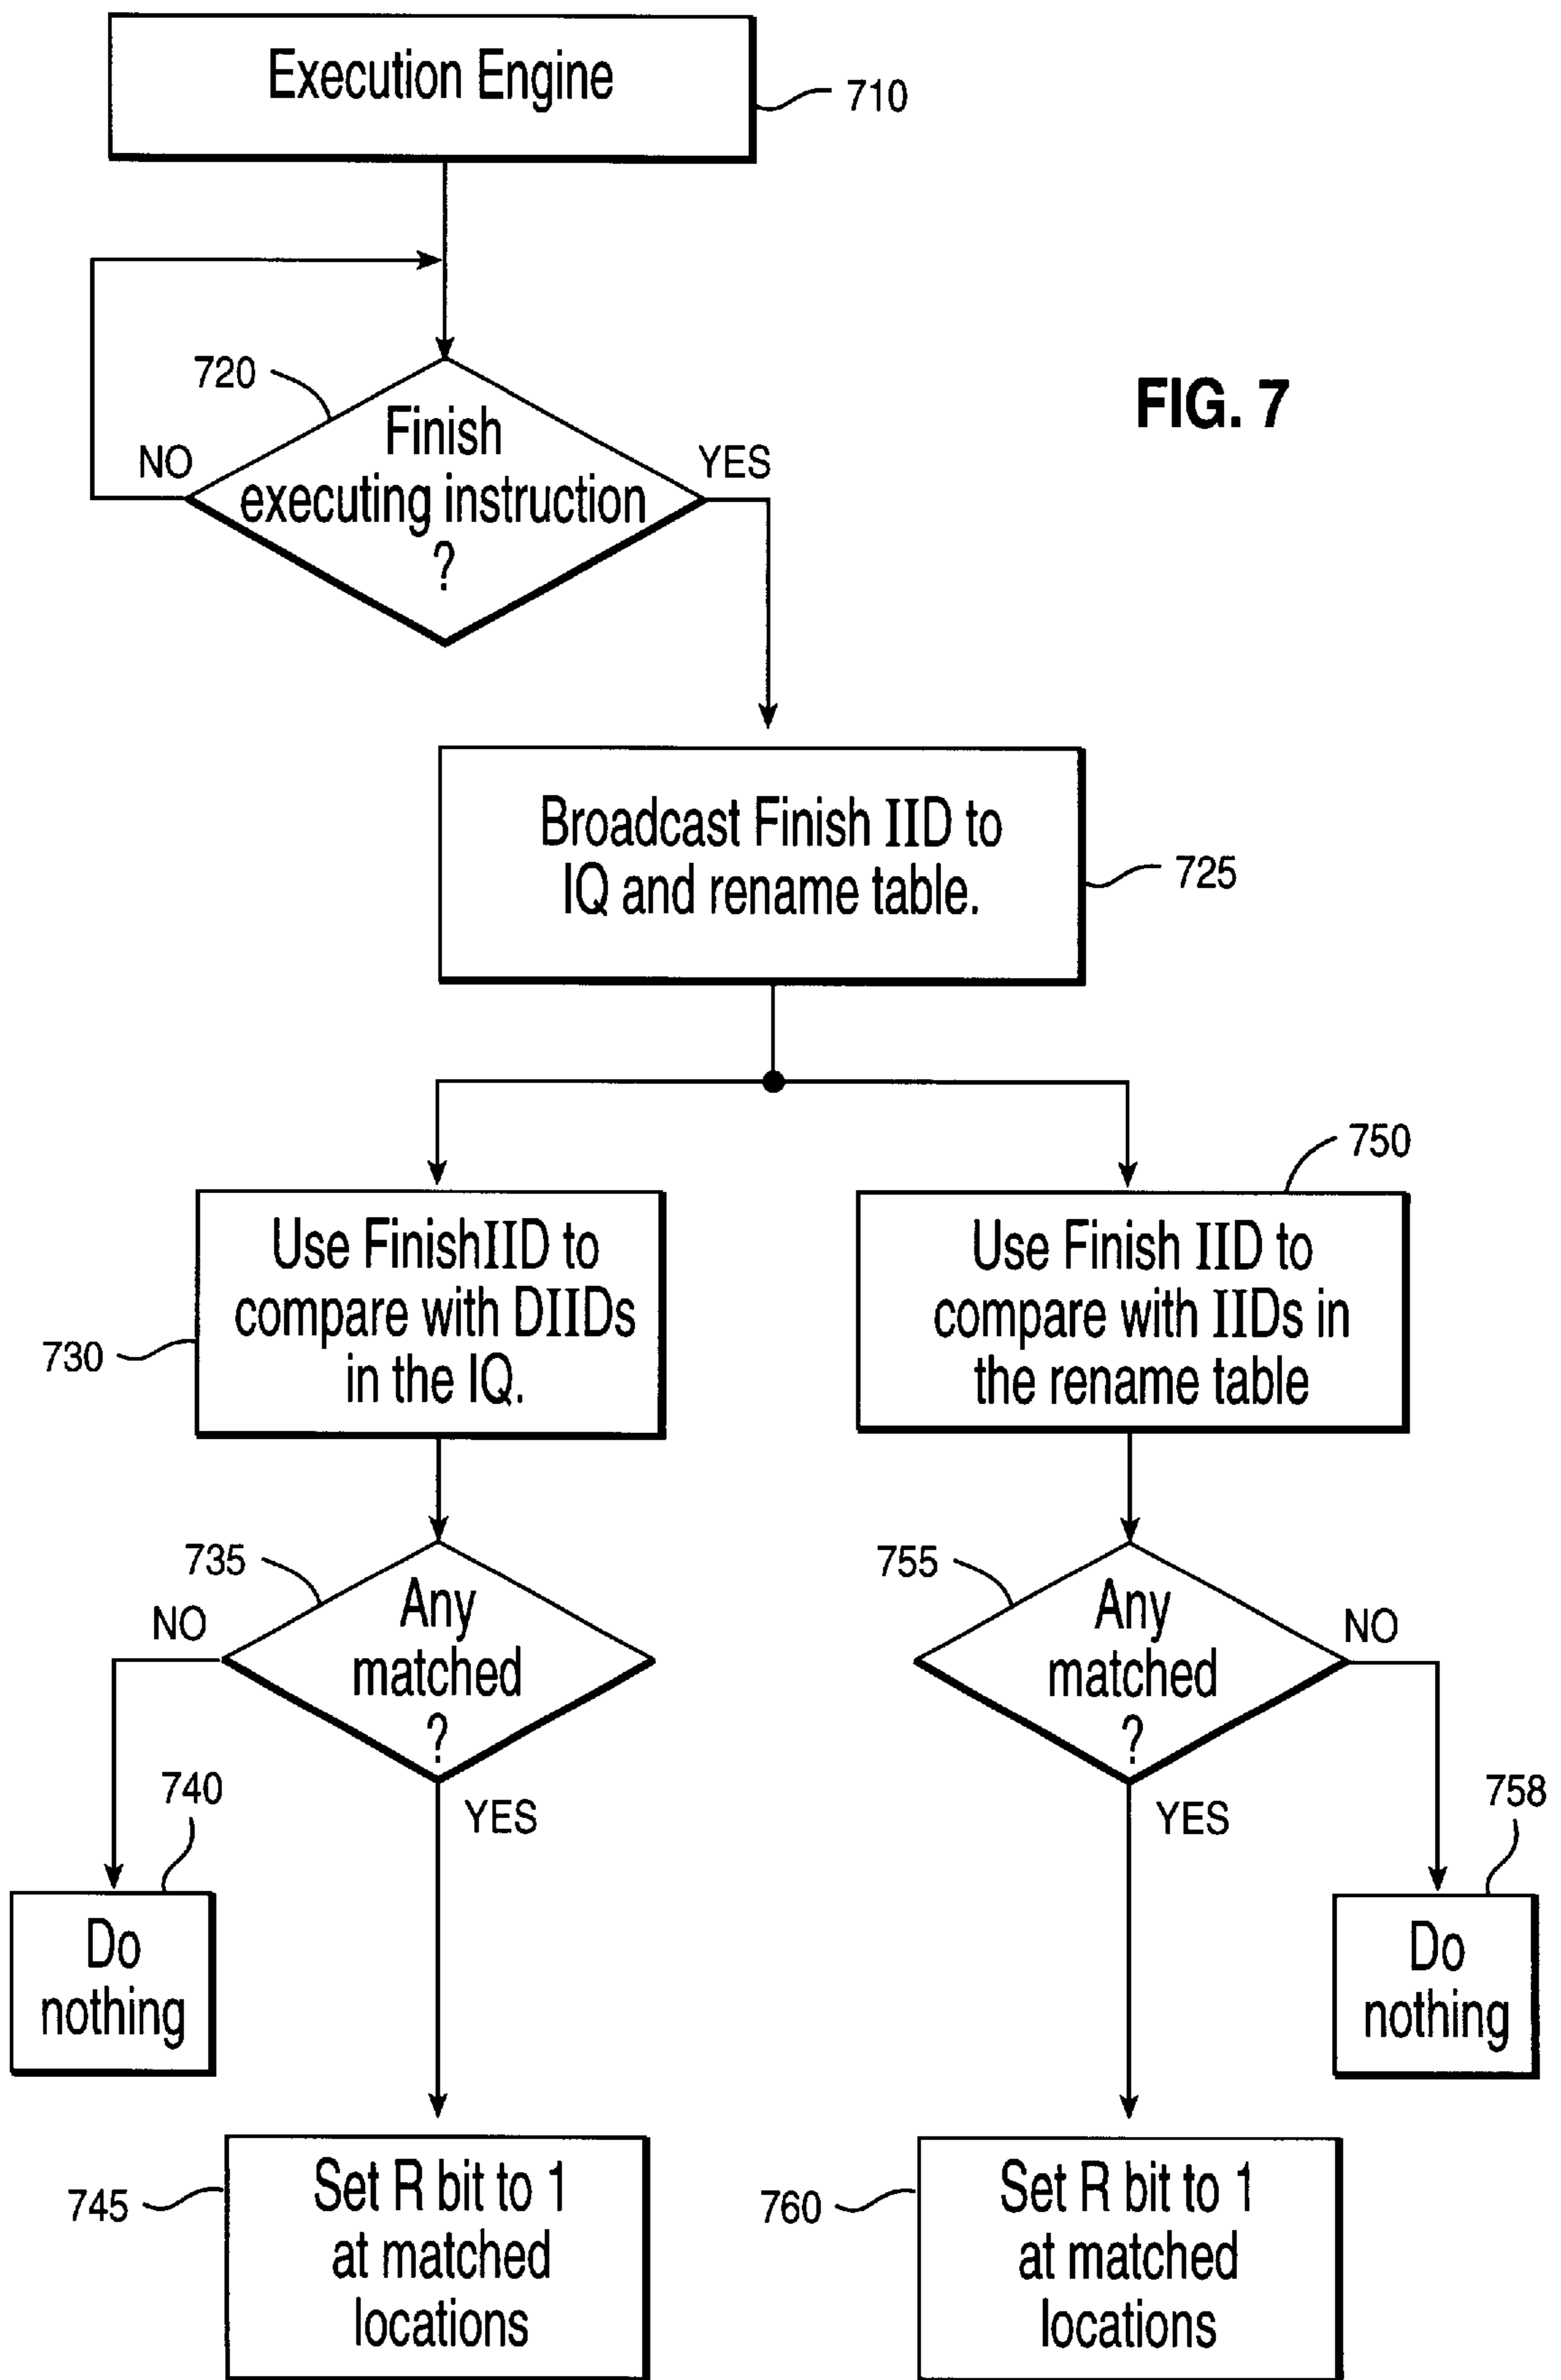 Execution Engine
710
720
Finish
executing instruction
?
NO
YES
FIG. 7
Broadcast Finish IID to
IQ and rename table.
725
750
Use FinishIID to
compare with DIIDs
in the IQ.
730
Use Finish IID to
compare with IIDs in
the rename table
735
Any
matched
?
NO
YES
755
Any
matched
?
NO
YES
740
Do
nothing
758
Do
nothing
745
Set R bit to 1
at matched
locations
760
Set R bit to 1
at matched
locations